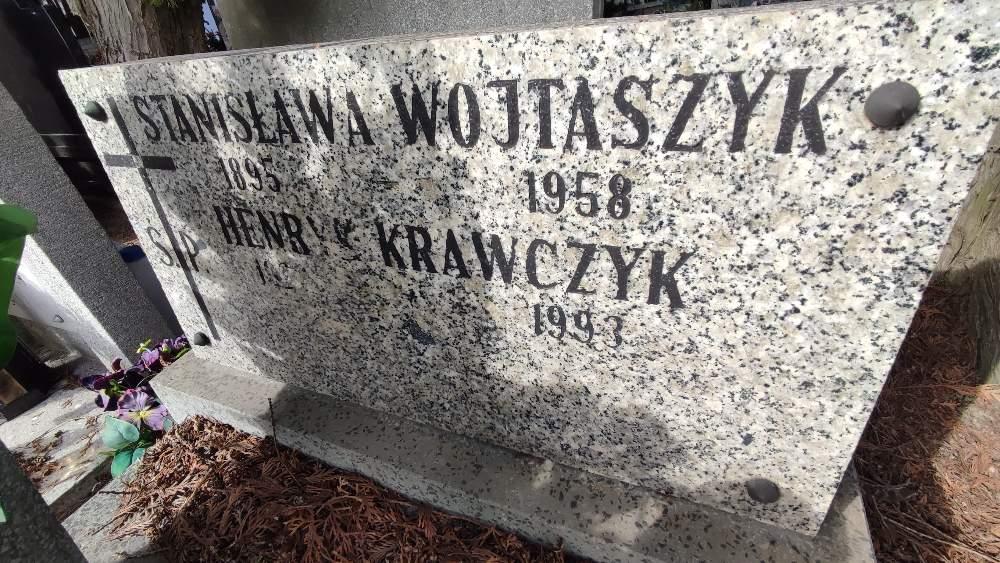 STANISŁAWA WOJTASZYK
1895 - 1958
Ś P
HENRYK KRAWCZYK
1993